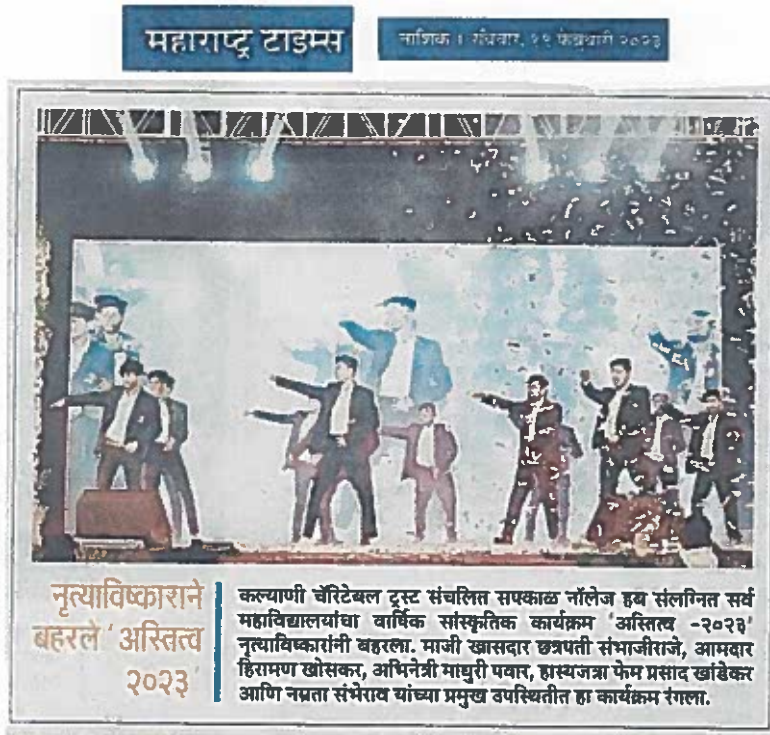 महाराष्ट्र टाइम्स
नाशिक । रविवार, १९ फेब्रुवारी २०२३
नृत्याविष्काराने
बहरले ‘अस्तित्व
२०२३’
कल्याणी चॅरिटेबल ट्रस्ट संचलित सपकाळ नॉलेज हब संलग्नित सर्व
महाविद्यालयांचा वार्षिक सांस्कृतिक कार्यक्रम ‘अस्तित्व -२०२३’
नृत्याविष्कारांनी बहरला. माजी खासदार छत्रपती संभाजीराजे, आमदार
हिरामण खोसकर, अभिनेत्री माधुरी पवार, हास्यजत्रा फेम प्रसाद खांडेकर
आणि नम्रता संभेराव यांच्या प्रमुख उपस्थितीत हा कार्यक्रम रंगला.